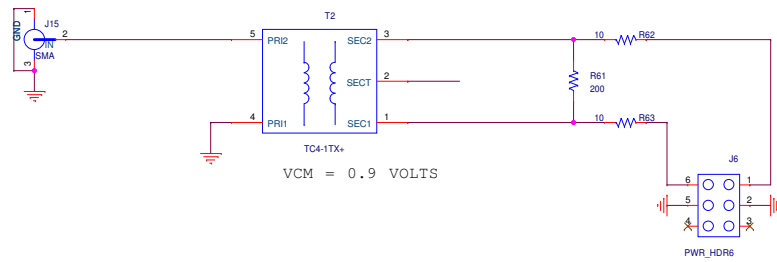 1
GND
J15
IN
2
SMA
3
T2
5
PRI2
SEC2
3
SECT
2
4
PRI1
SEC1
1
TC4-1TX+
VCM = 0.9 VOLTS
10
R62
R61
200
10
R63
J6
6
1
5
2
4
3
PWR_HDR6